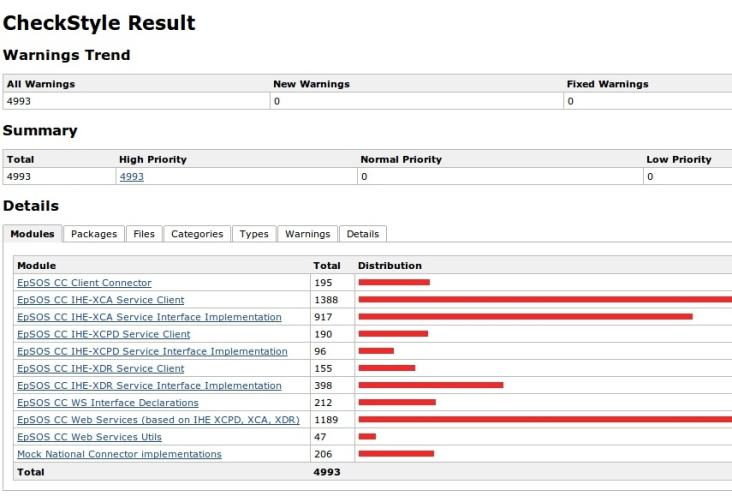 CheckStyle Result
Warnings Trend
All Warnings New Warnings Fixed Warnings
4993 0 0
Summary
Total High Priority Normal Priority Low Priority
4993 4993 0 0
Details
Modules Packages Files Categories Types Warnings Details
Module Total Distribution
EpSOS CC Client Connector 195
EpSOS CC IHE-XCA Service Client 1388
EpSOS CC IHE-XCA Service Interface Implementation 917
EpSOS CC IHE-XCPD Service Client 190
EpSOS CC IHE-XCPD Service Interface Implementation 96
EpSOS CC IHE-XDR Service Client 155
EpSOS CC IHE-XDR Service Interface Implementation 398
EpSOS CC WS Interface Declarations 212
EpSOS CC Web Services (based on IHE XCPD, XCA, XDR) 1189
EpSOS CC Web Services Utils 47
Mock National Connector implementations 206
Total 4993